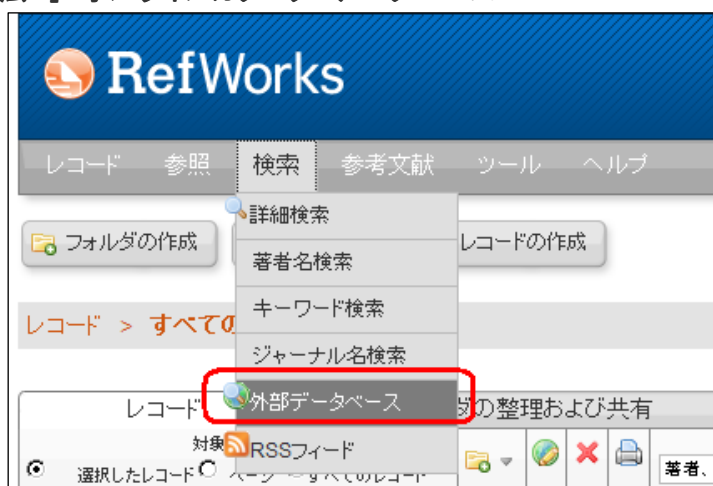 RefWorks
レコード 参照 検索 参考文献 ツール ヘルプ
詳細検索
フォルダの作成 レコードの作成
著者名検索
キーワード検索
レコード > すべての
ジャーナル名検索
レコード 外部データベース の整理および共有
対象 RSSフィード
選択したレコード すべてのレコード
著者、